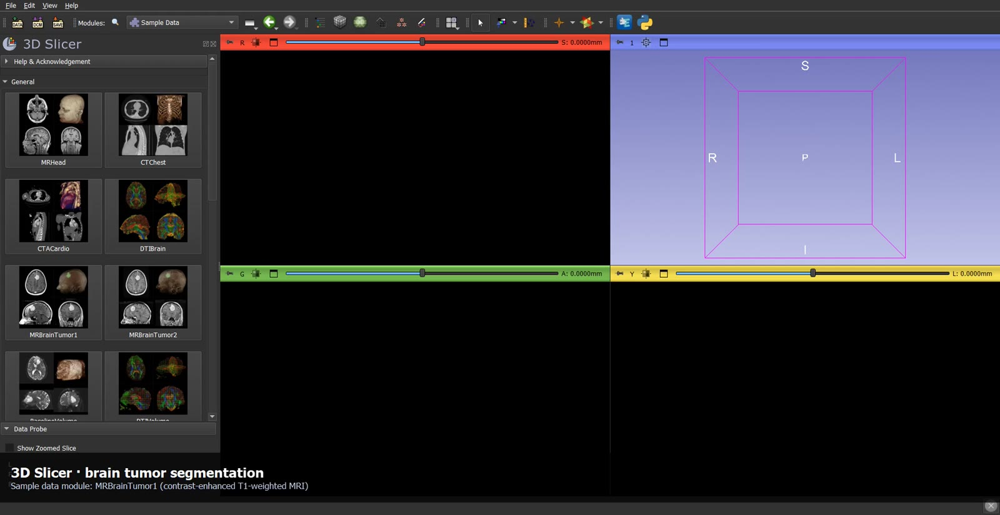 File Edit View Help
DATA DCM SAVE Modules: Sample Data
3D Slicer
Help & Acknowledgement
General
MRHead CTChest
CTACardio DTIBrain
MRBrainTumor1 MRBrainTumor2
BaselineVolume DTIVolume
Data Probe
Show Zoomed Slice
R S: 0.0000mm
1
S
R P L
I
G A: 0.0000mm
Y L: 0.0000mm
3D Slicer · brain tumor segmentation
Sample data module: MRBrainTumor1 (contrast-enhanced T1-weighted MRI)